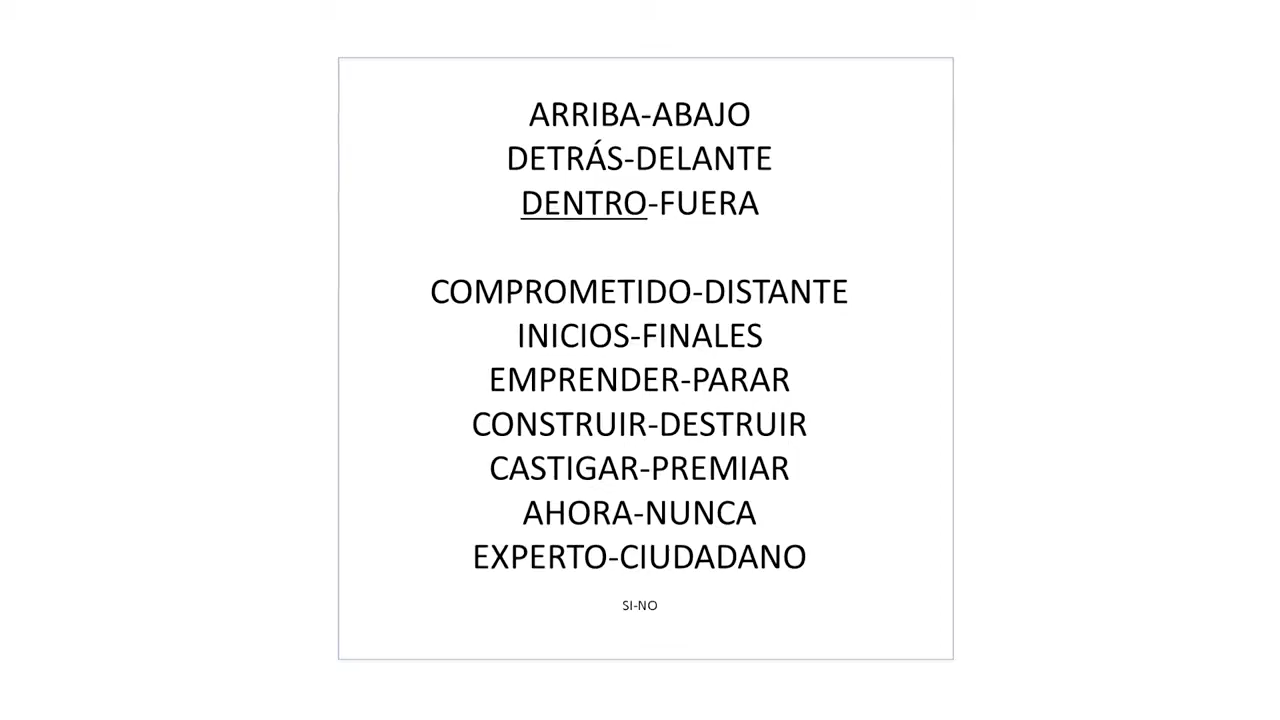 ARRIBA-ABAJO
DETRÁS-DELANTE
DENTRO-FUERA
COMPROMETIDO-DISTANTE
INICIOS-FINALES
EMPRENDER-PARAR
CONSTRUIR-DESTRUIR
CASTIGAR-PREMIAR
AHORA-NUNCA
EXPERTO-CIUDADANO
SI-NO